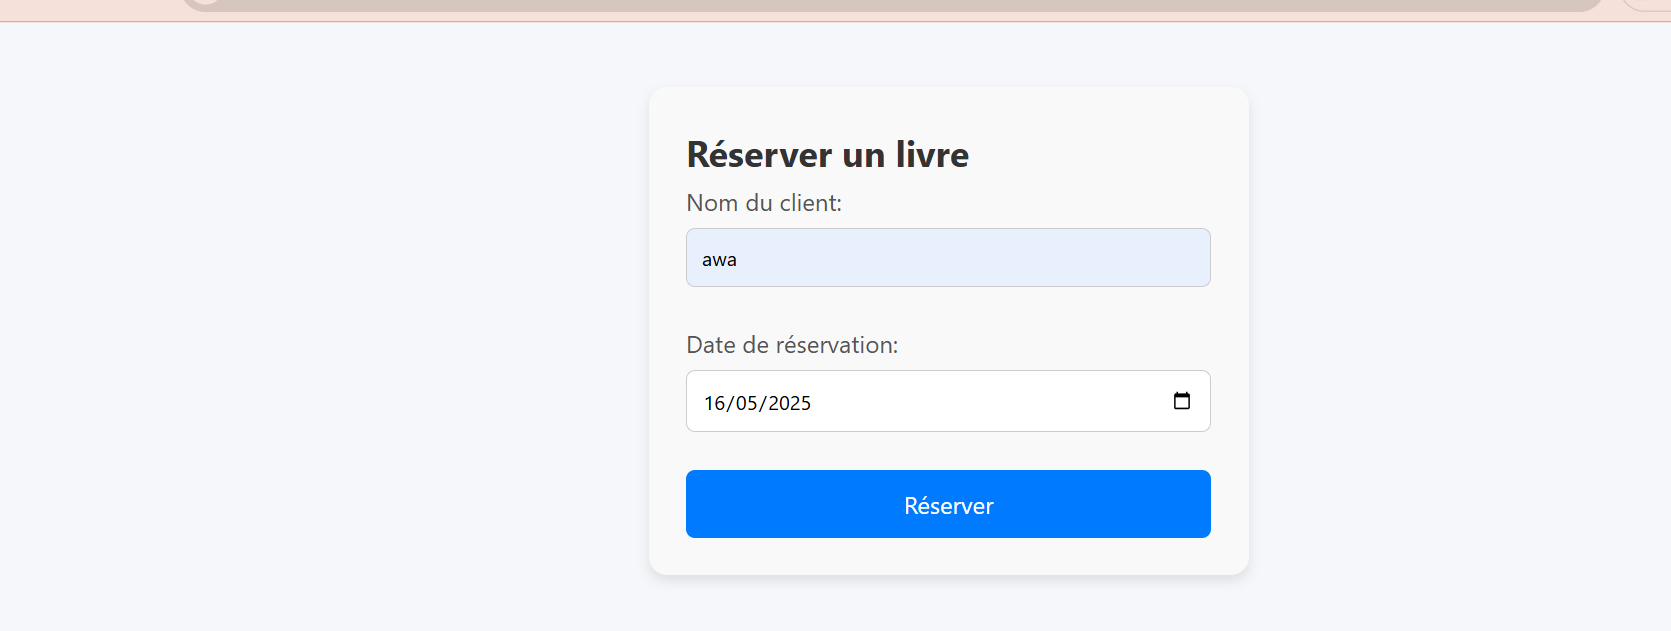 Réserver un livre
Nom du client:
awa
Date de réservation:
16/05/2025
Réserver